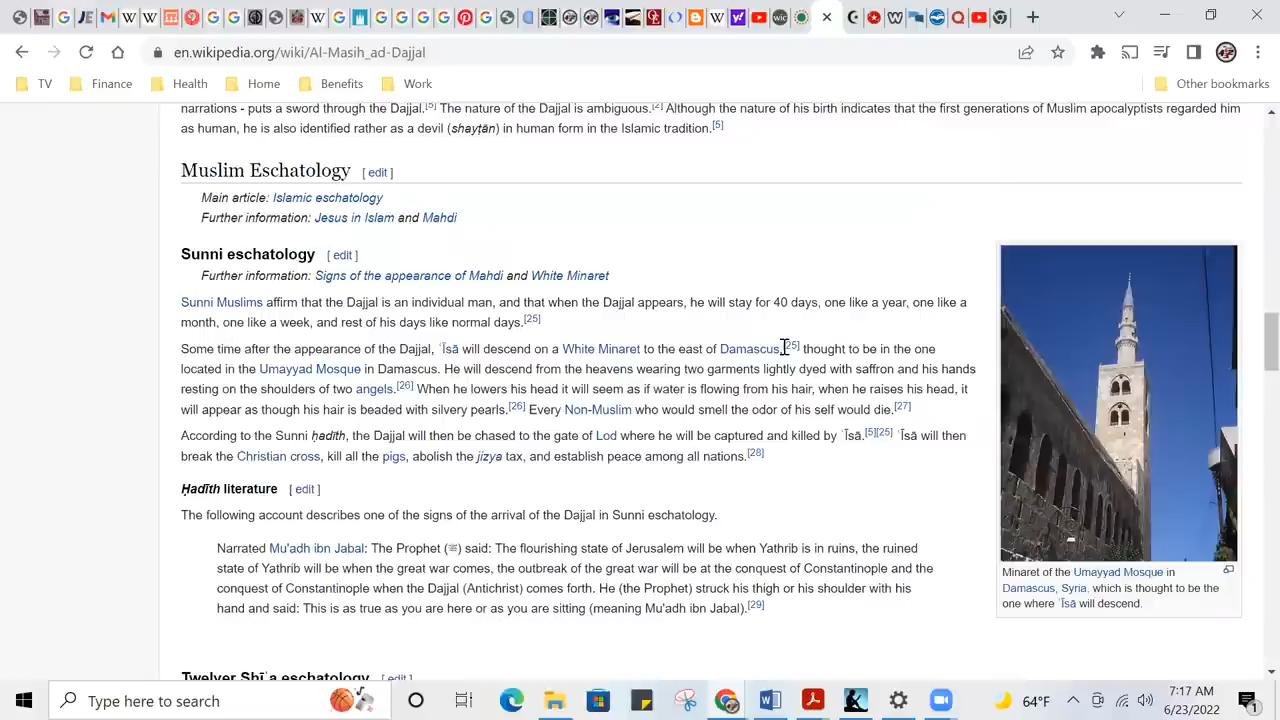 en.wikipedia.org/wiki/Al-Masih_ad-Dajjal
TV Finance Health Home Benefits Work Other bookmarks
narrations - puts a sword through the Dajjal.[5] The nature of the Dajjal is ambiguous.[2] Although the nature of his birth indicates that the first generations of Muslim apocalyptists regarded him
as human, he is also identified rather as a devil (shayṭān) in human form in the Islamic tradition.[5]
Muslim Eschatology [ edit ]
Main article: Islamic eschatology
Further information: Jesus in Islam and Mahdi
Sunni eschatology [ edit ]
Further information: Signs of the appearance of Mahdi and White Minaret
Sunni Muslims affirm that the Dajjal is an individual man, and that when the Dajjal appears, he will stay for 40 days, one like a year, one like a
month, one like a week, and rest of his days like normal days.[25]
Some time after the appearance of the Dajjal, ʿĪsā will descend on a White Minaret to the east of Damascus,[25] thought to be in the one
located in the Umayyad Mosque in Damascus. He will descend from the heavens wearing two garments lightly dyed with saffron and his hands
resting on the shoulders of two angels.[26] When he lowers his head it will seem as if water is flowing from his hair, when he raises his head, it
will appear as though his hair is beaded with silvery pearls.[26] Every Non-Muslim who would smell the odor of his self would die.[27]
According to the Sunni ḥadīth, the Dajjal will then be chased to the gate of Lod where he will be captured and killed by ʿĪsā.[5][25] ʿĪsā will then
break the Christian cross, kill all the pigs, abolish the jizya tax, and establish peace among all nations.[28]
Ḥadīth literature [ edit ]
The following account describes one of the signs of the arrival of the Dajjal in Sunni eschatology.
Narrated Mu'adh ibn Jabal: The Prophet (ﷺ) said: The flourishing state of Jerusalem will be when Yathrib is in ruins, the ruined
state of Yathrib will be when the great war comes, the outbreak of the great war will be at the conquest of Constantinople and the
conquest of Constantinople when the Dajjal (Antichrist) comes forth. He (the Prophet) struck his thigh or his shoulder with his
hand and said: This is as true as you are here or as you are sitting (meaning Mu'adh ibn Jabal).[29]
Minaret of the Umayyad Mosque in
Damascus, Syria, which is thought to be the
one where ʿĪsā will descend.
Twelver Shīʿa eschatology [ edit ]
Type here to search
64°F
7:17 AM
6/23/2022
1